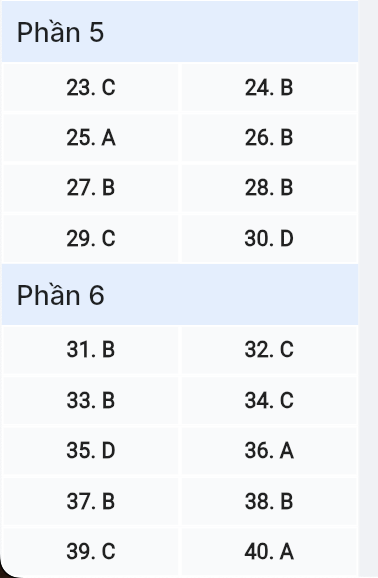 Phần 5
23. C 24. B
25. A 26. B
27. B 28. B
29. C 30. D
Phần 6
31. B 32. C
33. B 34. C
35. D 36. A
37. B 38. B
39. C 40. A